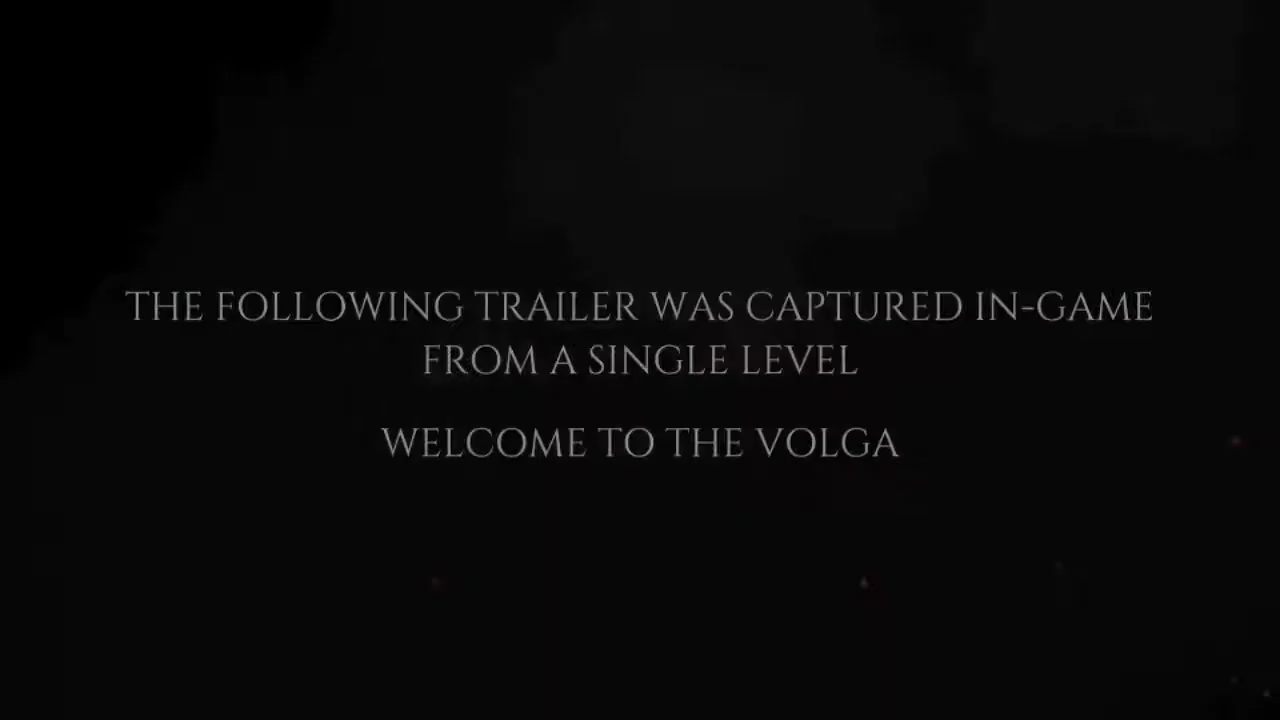 THE FOLLOWING TRAILER WAS CAPTURED IN-GAME
FROM A SINGLE LEVEL
WELCOME TO THE VOLGA